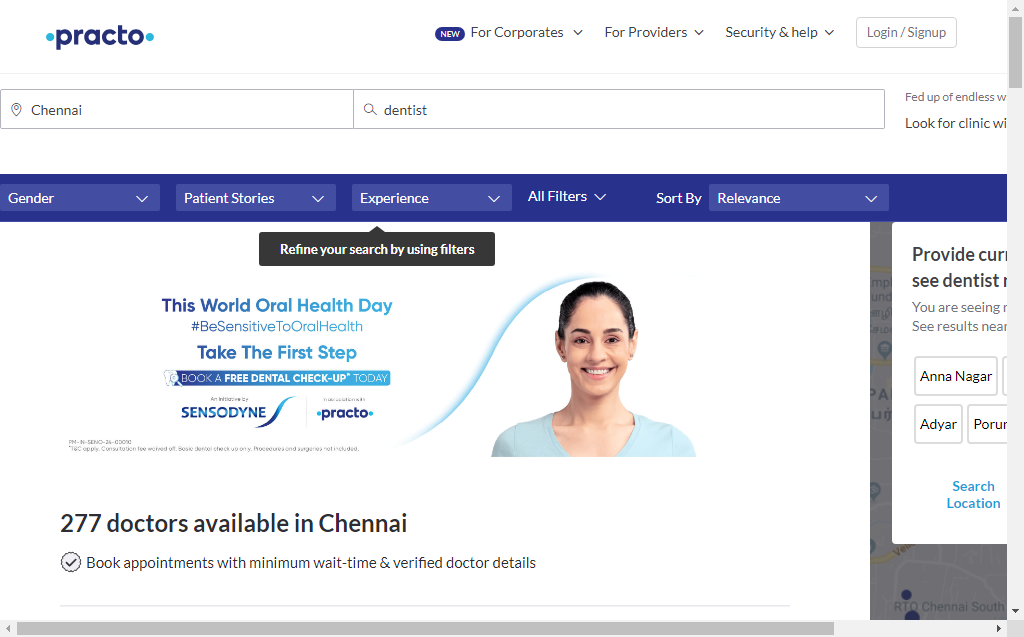 practo
NEW For Corporates
For Providers
Security & help
Login / Signup
Chennai
dentist
Fed up of endless w
Look for clinic wi
Gender
Patient Stories
Experience
All Filters
Sort By
Relevance
Refine your search by using filters
This World Oral Health Day
#BeSensitiveToOralHealth
Take The First Step
BOOK A FREE DENTAL CHECK-UP* TODAY
An Initiative by
SENSODYNE
In association with
practo
PM-IN-SENO-24-00010
*T&C apply. Consultation fee waived off. Basic dental check up only. Procedures and surgeries not included.
Provide curr
see dentist
You are seeing r
See results near
Anna Nagar
Adyar
Porur
Search
Location
277 doctors available in Chennai
Book appointments with minimum wait-time & verified doctor details
RTO Chennai South